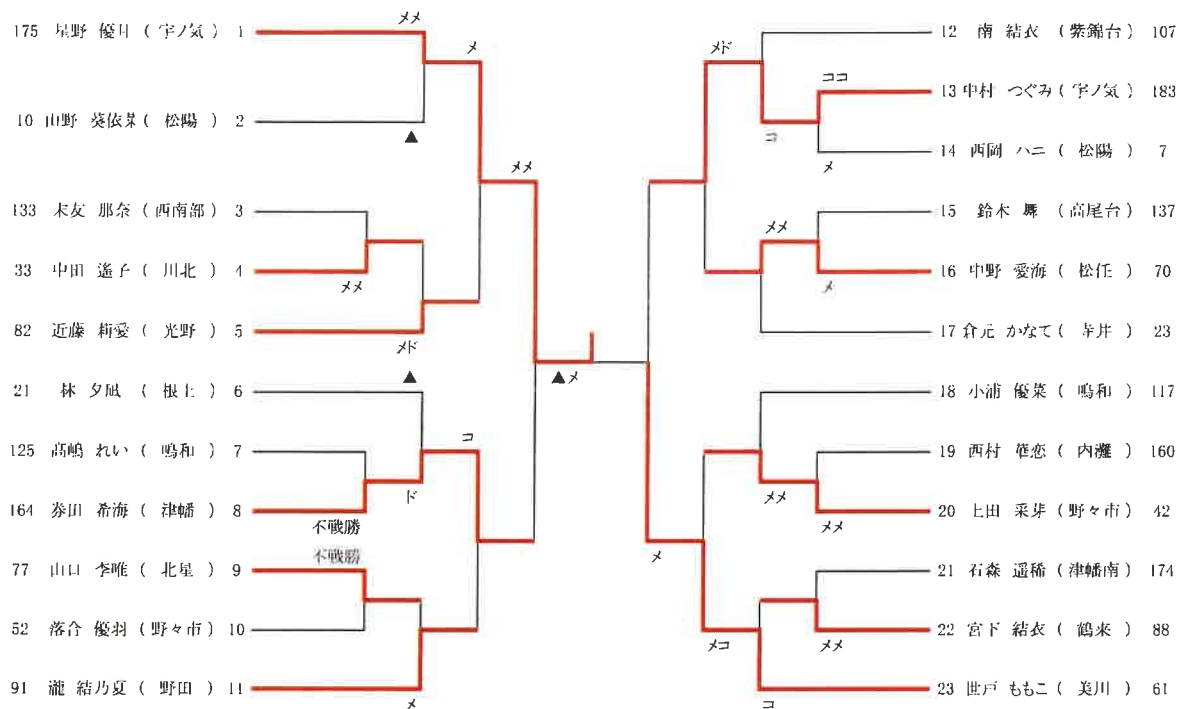 175 星野 優月 ( 宇ノ気 ) 1
10 山野 葵依菜 ( 松陽 ) 2
133 末友 那奈 ( 西南部 ) 3
33 中田 遙子 ( 川北 ) 4
82 近藤 莉愛 ( 光野 ) 5
21 林 夕凪 ( 根上 ) 6
125 髙嶋 れい ( 鳴和 ) 7
164 券田 希海 ( 津幡 ) 8
77 山口 李唯 ( 北星 ) 9
52 落合 優羽 ( 野々市 ) 10
91 瀧 結乃夏 ( 野田 ) 11
メメ
メ
▲
メメ
メメ
メド
▲
コ
ド
不戦勝
不戦勝
メ
▲メ
メド
ココ
コ
メ
メメ
メ
メ
メメ
メメ
メコ
メメ
コ
12 南 結衣 ( 紫錦台 ) 107
13 中村 つぐみ ( 宇ノ気 ) 183
14 西岡 ハニ ( 松陽 ) 7
15 鈴木 舞 ( 高尾台 ) 137
16 中野 愛海 ( 松任 ) 70
17 倉元 かなて ( 寺井 ) 23
18 小浦 優菜 ( 鳴和 ) 117
19 西村 華恋 ( 内灘 ) 160
20 上田 采芽 ( 野々市 ) 42
21 石森 遥稀 ( 津幡南 ) 174
22 宮下 結衣 ( 鶴来 ) 88
23 世戸 ももこ ( 美川 ) 61